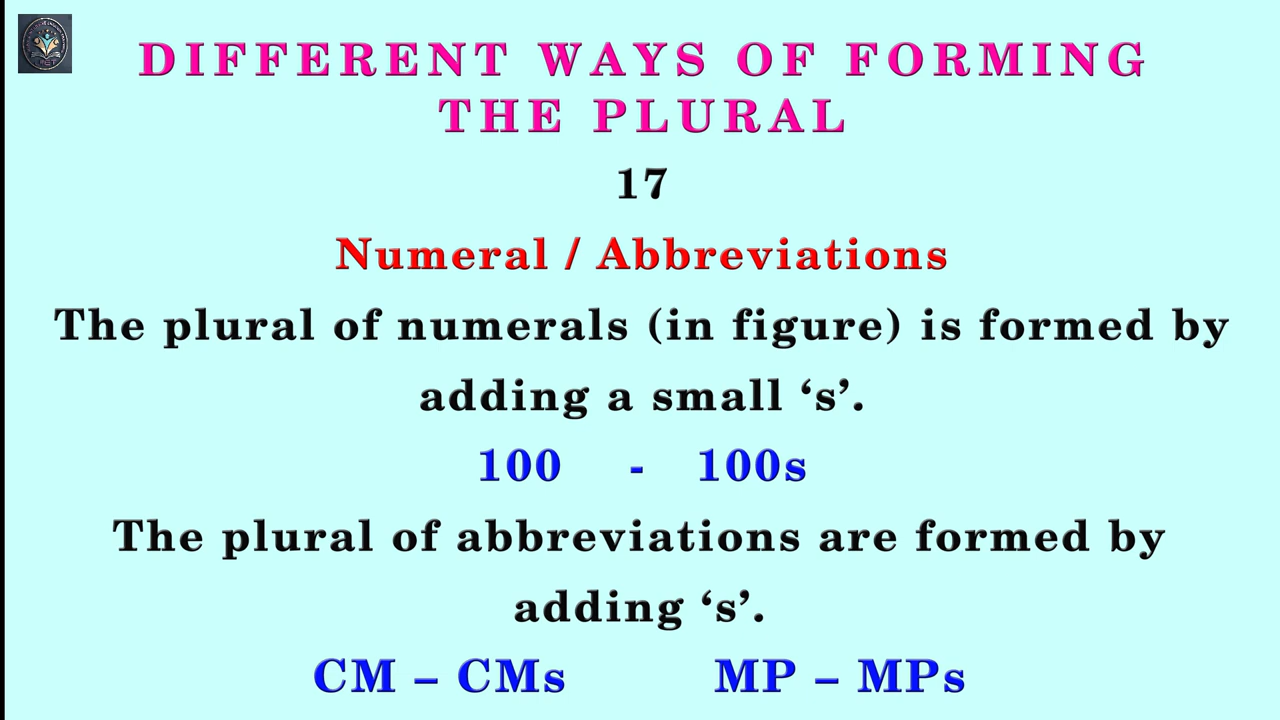 DIFFERENT WAYS OF FORMING
THE PLURAL
17
Numeral / Abbreviations
The plural of numerals (in figure) is formed by
adding a small ‘s’.
100 - 100s
The plural of abbreviations are formed by
adding ‘s’.
CM – CMs MP – MPs